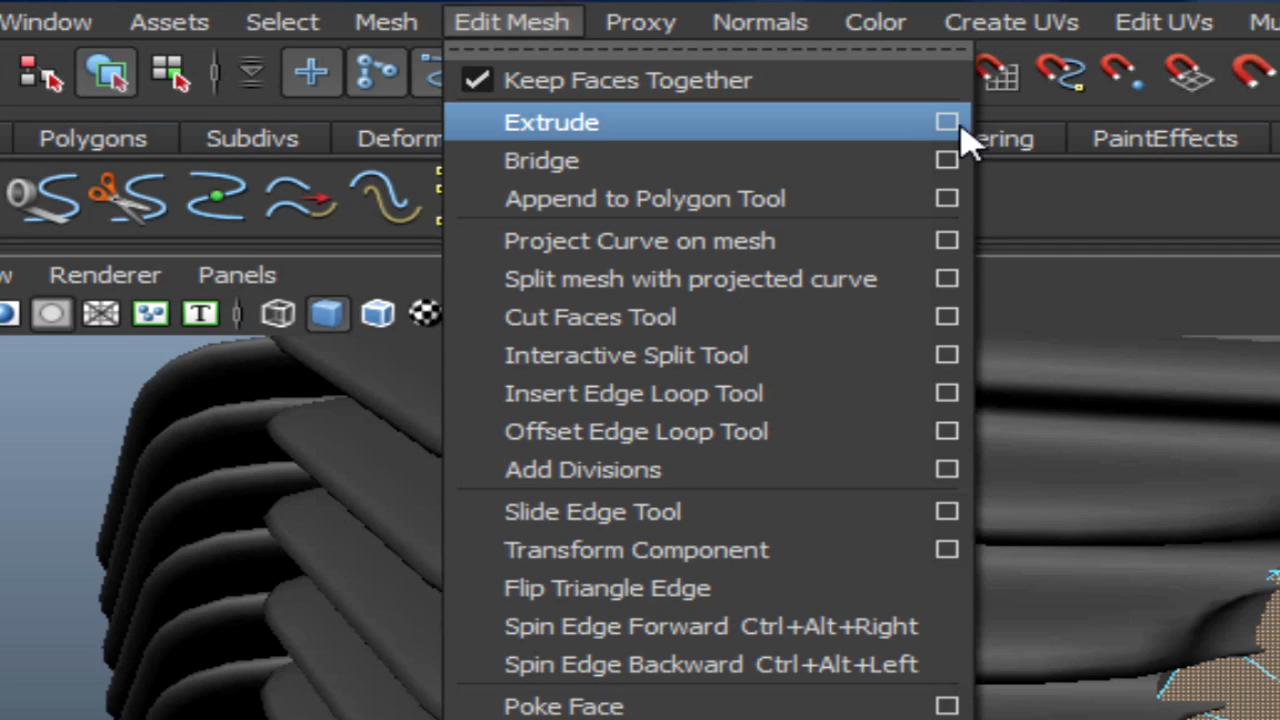 Window Assets Select Mesh Edit Mesh Proxy Normals Color Create UVs Edit UVs Mu
Keep Faces Together
Polygons Subdivs Deform ering PaintEffects
Extrude
Bridge
Append to Polygon Tool
Project Curve on mesh
w Renderer Panels
Split mesh with projected curve
T
Cut Faces Tool
Interactive Split Tool
Insert Edge Loop Tool
Offset Edge Loop Tool
Add Divisions
Slide Edge Tool
Transform Component
Flip Triangle Edge
Spin Edge Forward Ctrl+Alt+Right
Spin Edge Backward Ctrl+Alt+Left
Poke Face